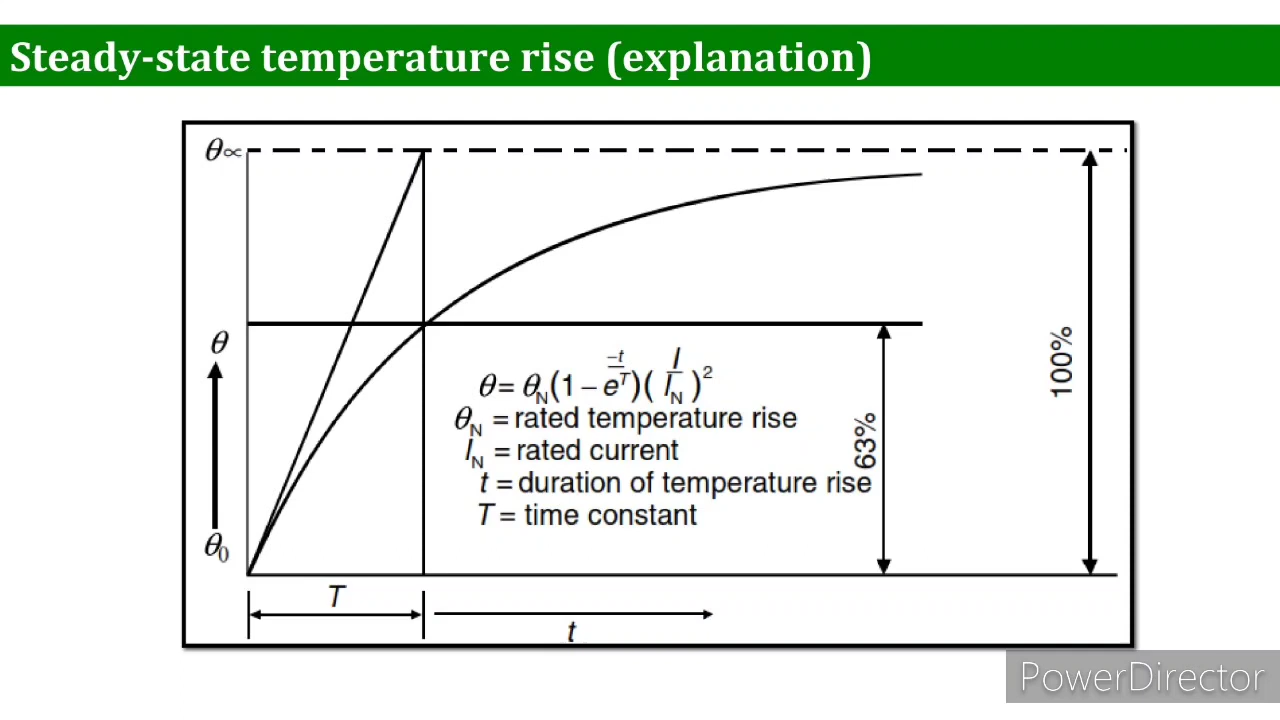 Steady-state temperature rise (explanation)
θ∝
θ
θ0
θ = θN(1 – e^(–t/T))(I/IN)²
θN = rated temperature rise
IN = rated current
t = duration of temperature rise
T = time constant
63%
100%
T
t
PowerDirector